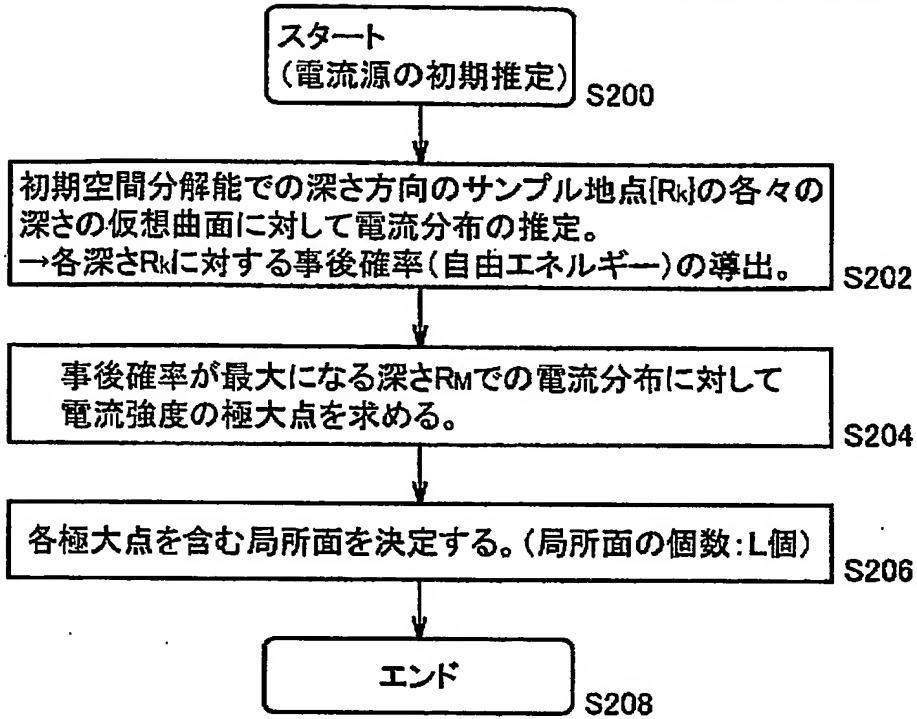 スタート
(電流源の初期推定)
S200
初期空間分解能での深さ方向のサンプル地点{Rk}の各々の
深さの仮想曲面に対して電流分布の推定。
→各深さRkに対する事後確率(自由エネルギー)の導出。
S202
事後確率が最大になる深さRMでの電流分布に対して
電流強度の極大点を求める。
S204
各極大点を含む局所面を決定する。(局所面の個数:L個)
S206
エンド
S208